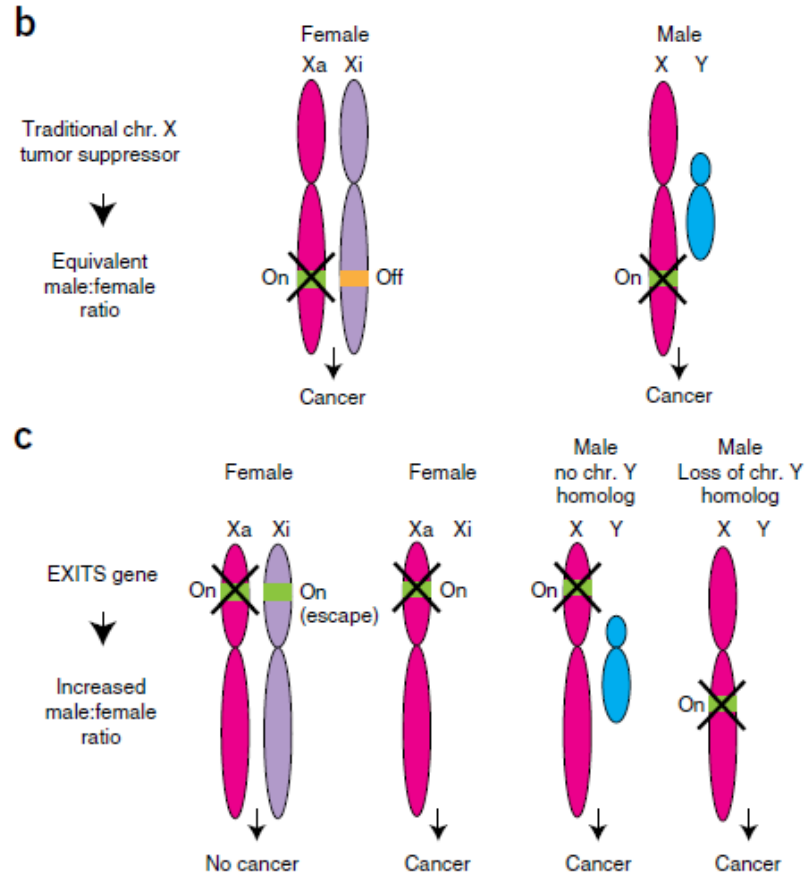 b
Female
Male
Xa Xi
X Y
Traditional chr. X
tumor suppressor
Equivalent
male:female
ratio
On
Off
On
Cancer
Cancer
c
Female
Female
Male
no chr. Y
homolog
Male
Loss of chr. Y
homolog
Xa Xi
Xa Xi
X Y
X Y
EXITS gene
On
On
(escape)
On
On
Increased
male:female
ratio
On
No cancer
Cancer
Cancer
Cancer